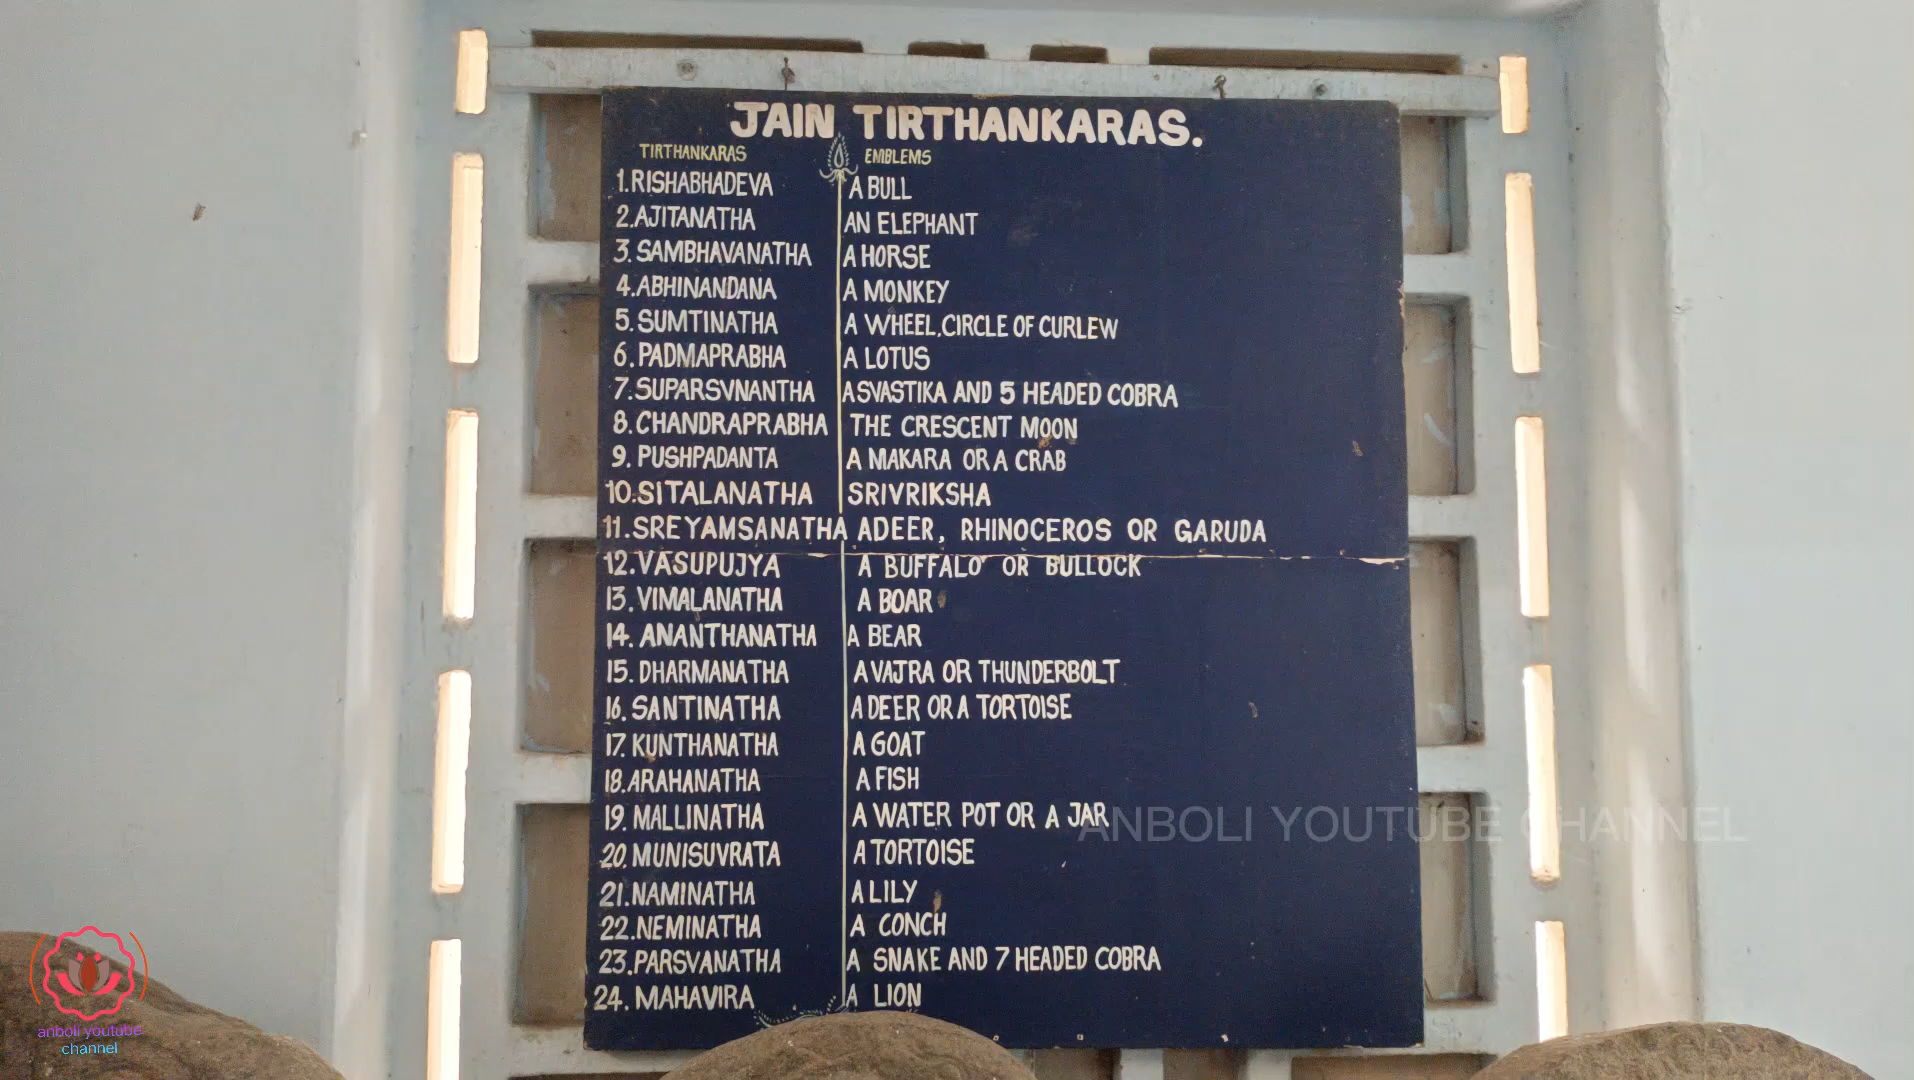 JAIN TIRTHANKARAS.
TIRTHANKARAS EMBLEMS
1.RISHABHADEVA A BULL
2.AJITANATHA AN ELEPHANT
3. SAMBHAVANATHA A HORSE
4.ABHINANDANA A MONKEY
5. SUMTINATHA A WHEEL,CIRCLE OF CURLEW
6. PADMAPRABHA A LOTUS
7.SUPARSVNANTHA A SVASTIKA AND 5 HEADED COBRA
8. CHANDRAPRABHA THE CRESCENT MOON
9. PUSHPADANTA A MAKARA OR A CRAB
10.SITALANATHA SRIVRIKSHA
11.SREYAMSANATHA A DEER, RHINOCEROS OR GARUDA
12.VASUPUJYA A BUFFALO OR BULLOCK
13. VIMALANATHA A BOAR
14. ANANTHANATHA A BEAR
15. DHARMANATHA A VAJRA OR THUNDERBOLT
16. SANTINATHA A DEER OR A TORTOISE
17. KUNTHANATHA A GOAT
18.ARAHANATHA A FISH
19. MALLINATHA A WATER POT OR A JAR
20. MUNISUVRATA A TORTOISE
21.NAMINATHA A LILY
22.NEMINATHA A CONCH
23.PARSVANATHA A SNAKE AND 7 HEADED COBRA
24. MAHAVIRA A LION
ANBOLI YOUTUBE CHANNEL
anboli youtube
channel